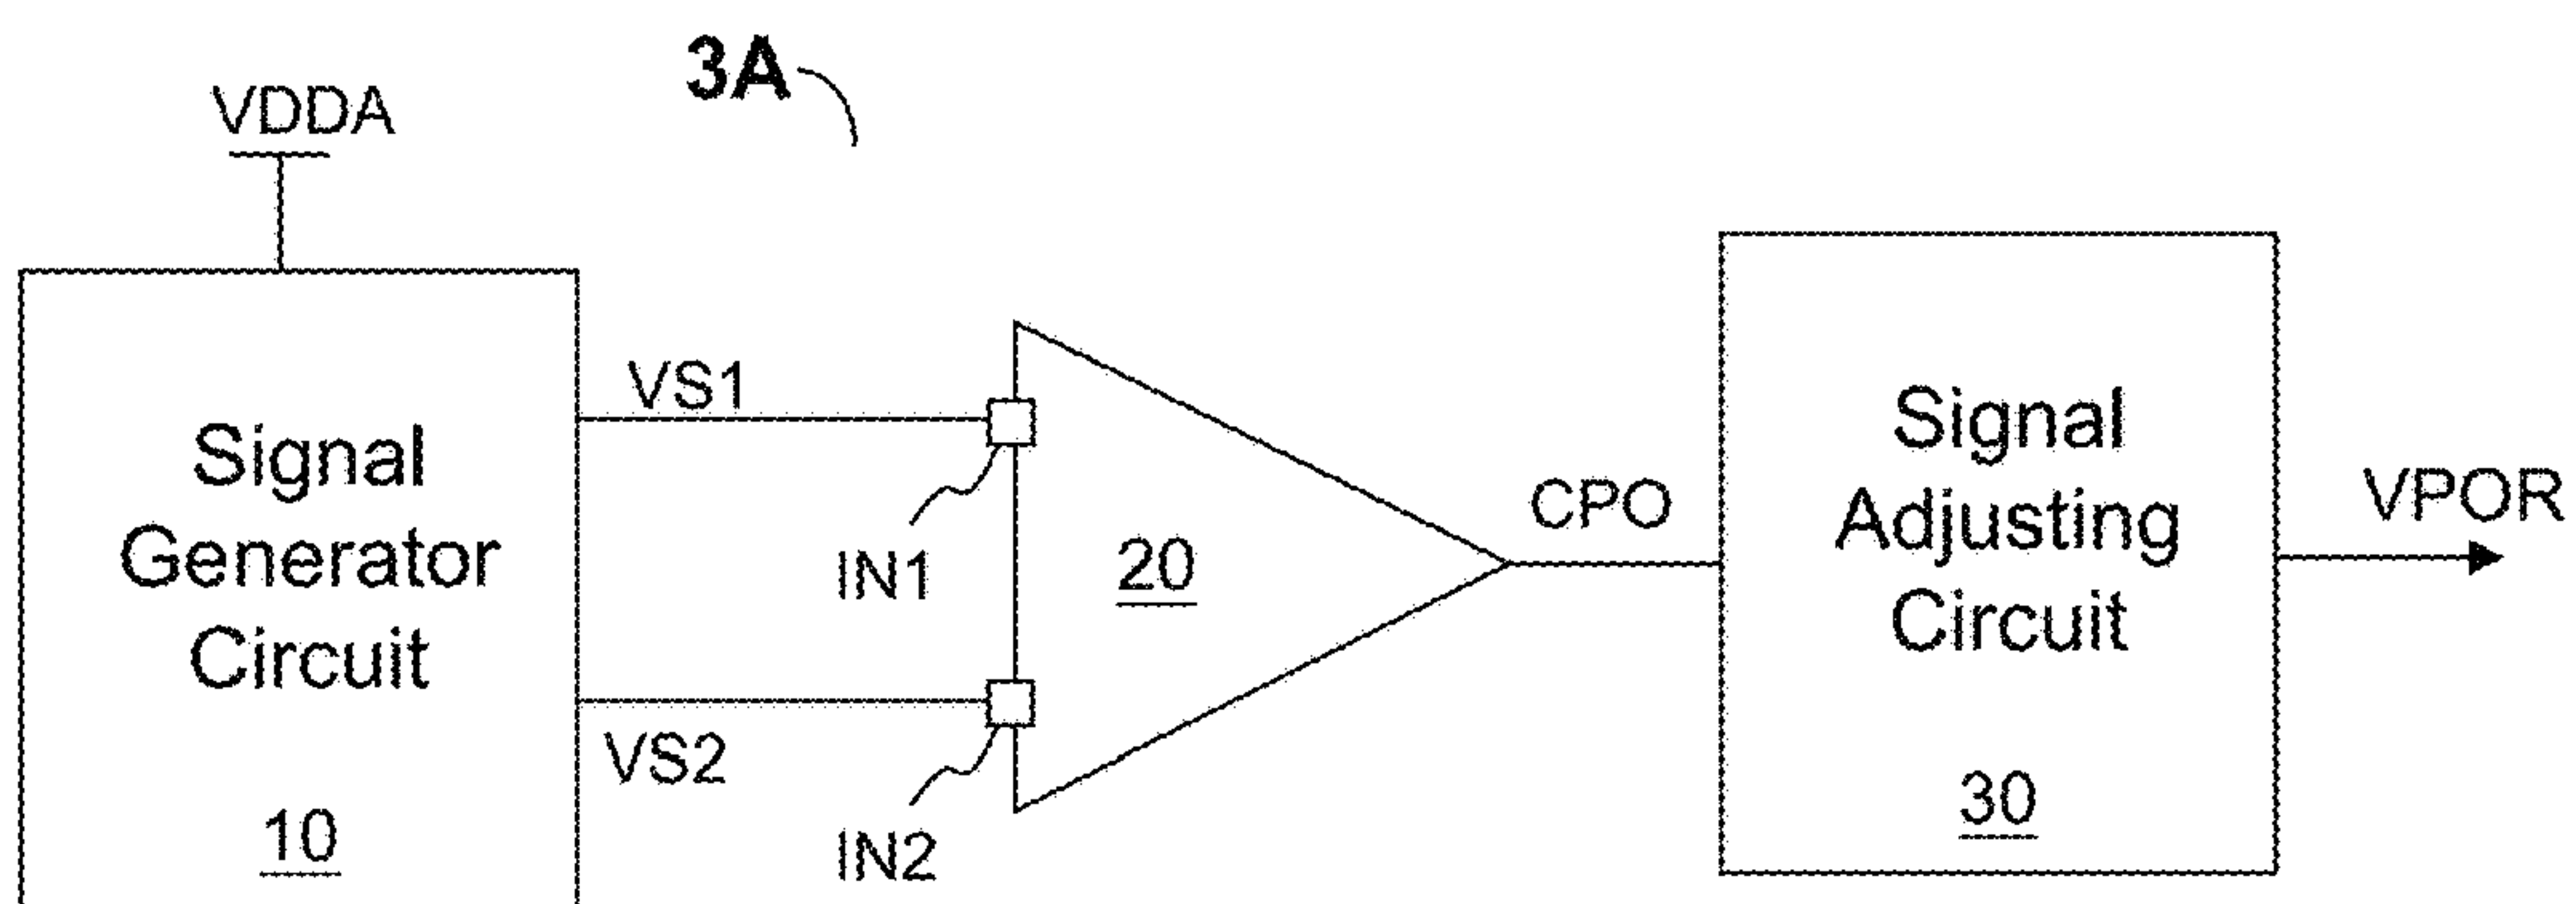 3A
VDDA
Signal
Generator
Circuit
10
VS1
VS2
IN1
IN2
20
CPO
Signal
Adjusting
Circuit
30
VPOR